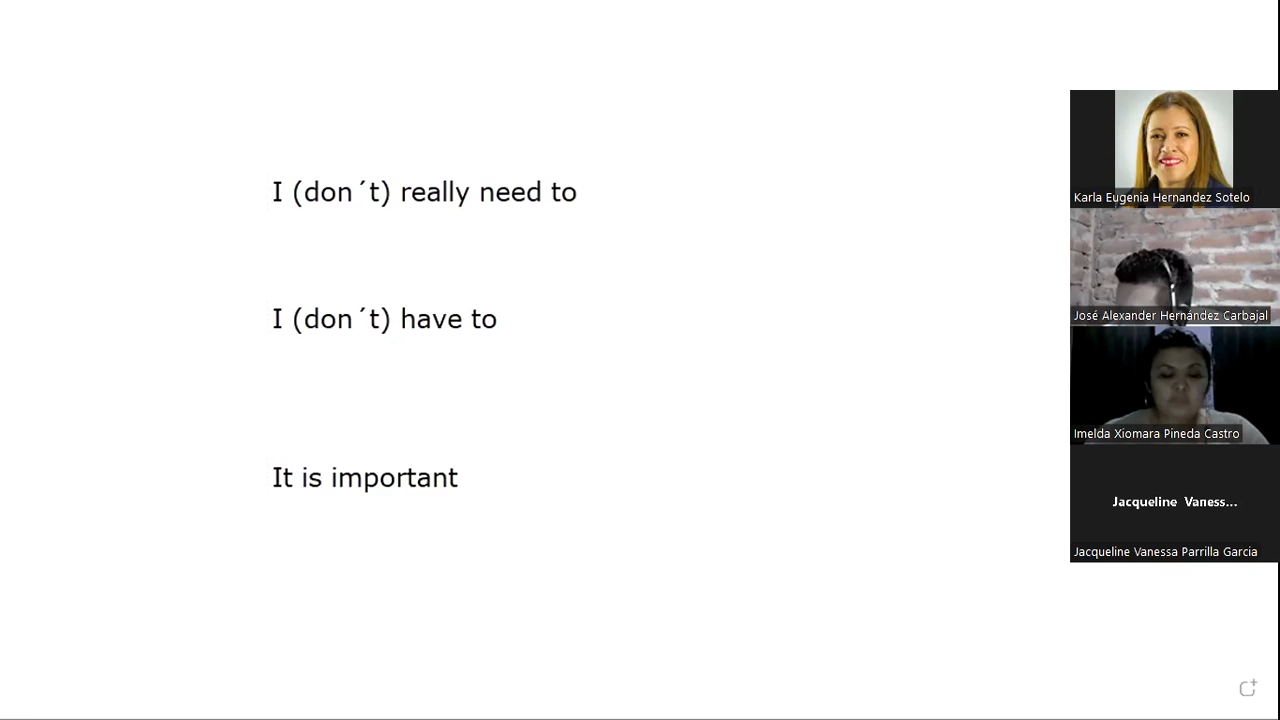 I (don´t) really need to
I (don´t) have to
It is important
Karla Eugenia Hernandez Sotelo
José Alexander Hernández Carbajal
Imelda Xiomara Pineda Castro
Jacqueline Vaness...
Jacqueline Vanessa Parrilla Garcia